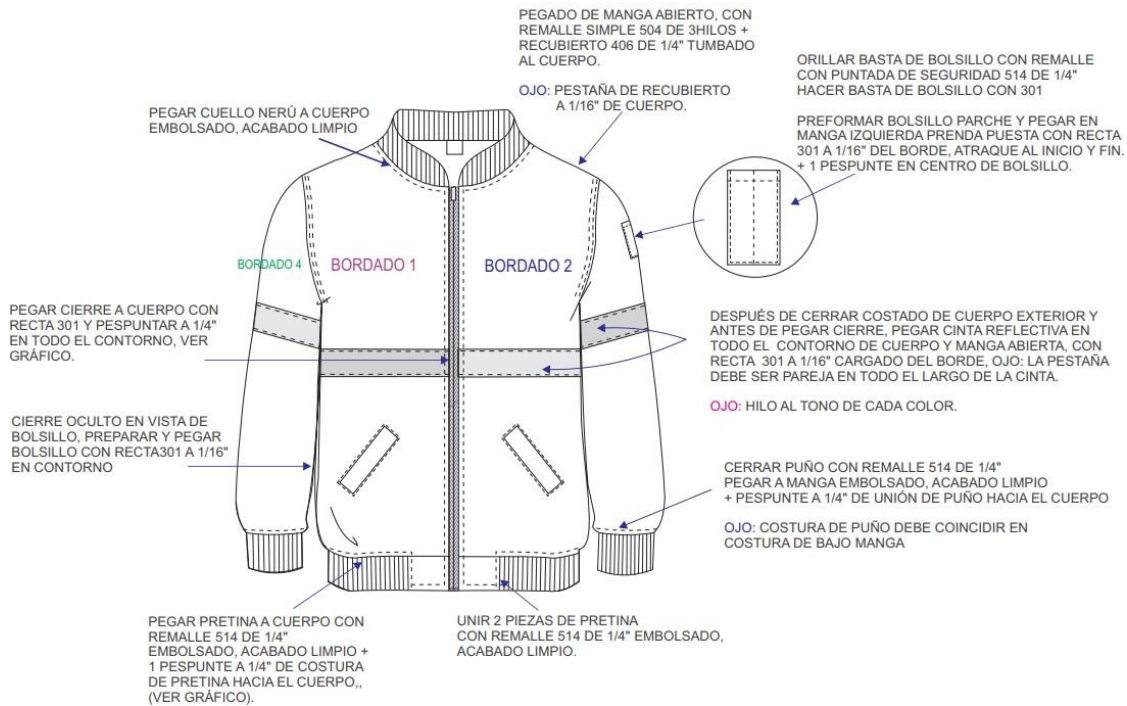 PEGADO DE MANGA ABIERTO, CON
REMALLE SIMPLE 504 DE 3HILOS +
RECUBIERTO 406 DE 1/4" TUMBADO
AL CUERPO.
OJO: PESTAÑA DE RECUBIERTO
A 1/16" DE CUERPO.
ORILLAR BASTA DE BOLSILLO CON REMALLE
CON PUNTADA DE SEGURIDAD 514 DE 1/4"
HACER BASTA DE BOLSILLO CON 301
PREFORMAR BOLSILLO PARCHE Y PEGAR EN
MANGA IZQUIERDA PRENDA PUESTA CON RECTA
301 A 1/16" DEL BORDE, ATRAQUE AL INICIO Y FIN.
+ 1 PESPUNTE EN CENTRO DE BOLSILLO.
PEGAR CUELLO NERÚ A CUERPO
EMBOLSADO, ACABADO LIMPIO
BORDADO 4
BORDADO 1
BORDADO 2
PEGAR CIERRE A CUERPO CON
RECTA 301 Y PESPUNTAR A 1/4"
EN TODO EL CONTORNO, VER
GRÁFICO.
DESPUÉS DE CERRAR COSTADO DE CUERPO EXTERIOR Y
ANTES DE PEGAR CIERRE, PEGAR CINTA REFLECTIVA EN
TODO EL CONTORNO DE CUERPO Y MANGA ABIERTA, CON
RECTA 301 A 1/16" CARGADO DEL BORDE, OJO: LA PESTAÑA
DEBE SER PAREJA EN TODO EL LARGO DE LA CINTA.
OJO: HILO AL TONO DE CADA COLOR.
CIERRE OCULTO EN VISTA DE
BOLSILLO, PREPARAR Y PEGAR
BOLSILLO CON RECTA301 A 1/16"
EN CONTORNO
CERRAR PUÑO CON REMALLE 514 DE 1/4"
PEGAR A MANGA EMBOLSADO, ACABADO LIMPIO
+ PESPUNTE A 1/4" DE UNIÓN DE PUÑO HACIA EL CUERPO
OJO: COSTURA DE PUÑO DEBE COINCIDIR EN
COSTURA DE BAJO MANGA
PEGAR PRETINA A CUERPO CON
REMALLE 514 DE 1/4"
EMBOLSADO, ACABADO LIMPIO +
1 PESPUNTE A 1/4" DE COSTURA
DE PRETINA HACIA EL CUERPO,,
(VER GRÁFICO).
UNIR 2 PIEZAS DE PRETINA
CON REMALLE 514 DE 1/4" EMBOLSADO,
ACABADO LIMPIO.